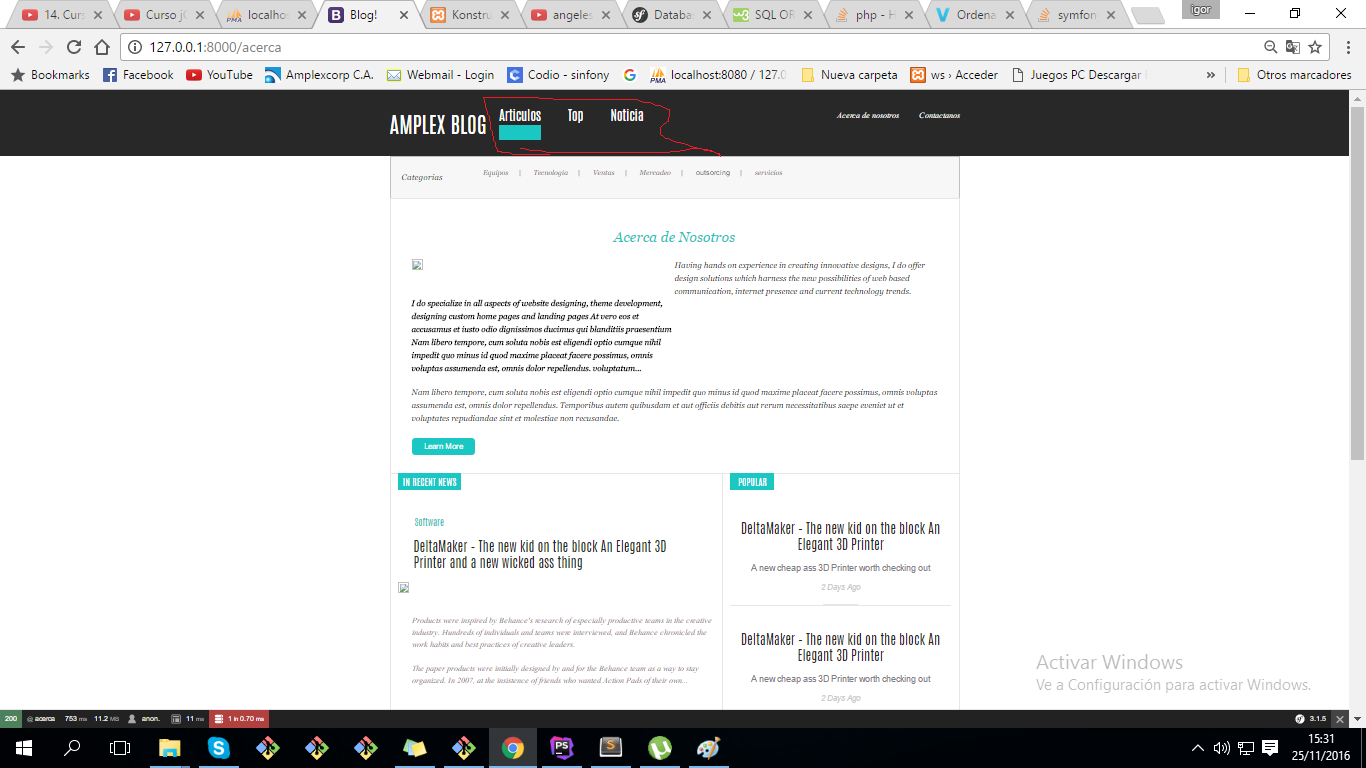 14. Curs
Curso jC
localhos
Blog!
Konstru
angeles
Databas
SQL OR
php - H
Ordena
symfon
igor
127.0.0.1:8000/acerca
Bookmarks
Facebook
YouTube
Amplexcorp C.A.
Webmail - Login
Codio - sinfony
localhost:8080 / 127.0
Nueva carpeta
ws › Acceder
Juegos PC Descargar
»
Otros marcadores
AMPLEX BLOG
Articulos
Top
Noticia
Acerca de nosotros
Contactanos
Categorias
Equipos |
Tecnologia |
Ventas |
Mercadeo |
outsorcing |
servicios
Acerca de Nosotros
Having hands on experience in creating innovative designs, I do offer
design solutions which harness the new possibilities of web based
communication, internet presence and current technology trends.
I do specialize in all aspects of website designing, theme development,
designing custom home pages and landing pages At vero eos et
accusamus et iusto odio dignissimos ducimus qui blanditiis praesentium
Nam libero tempore, cum soluta nobis est eligendi optio cumque nihil
impedit quo minus id quod maxime placeat facere possimus, omnis
voluptas assumenda est, omnis dolor repellendus. voluptatum...
Nam libero tempore, cum soluta nobis est eligendi optio cumque nihil impedit quo minus id quod maxime placeat facere possimus, omnis voluptas
assumenda est, omnis dolor repellendus. Temporibus autem quibusdam et aut officiis debitis aut rerum necessitatibus saepe eveniet ut et
voluptates repudiandae sint et molestiae non recusandae.
Learn More
IN RECENT NEWS
Software
DeltaMaker - The new kid on the block An Elegant 3D
Printer and a new wicked ass thing
Products were inspired by Behance's research of especially productive teams in the creative
industry. Hundreds of individuals and teams were interviewed, and Behance chronicled the
work habits and best practices of creative leaders.
The paper products were initially designed by and for the Behance team as a way to stay
organized. In 2007, at the insistence of friends who wanted Action Pads of their own...
POPULAR
DeltaMaker - The new kid on the block An
Elegant 3D Printer
A new cheap ass 3D Printer worth checking out
2 Days Ago
DeltaMaker - The new kid on the block An
Elegant 3D Printer
A new cheap ass 3D Printer worth checking out
2 Days Ago
Activar Windows
Ve a Configuración para activar Windows.
200
@ acerca
753 ms
11.2 MB
anon.
11 ms
1 in 0.70 ms
3.1.6
15:31
25/11/2016